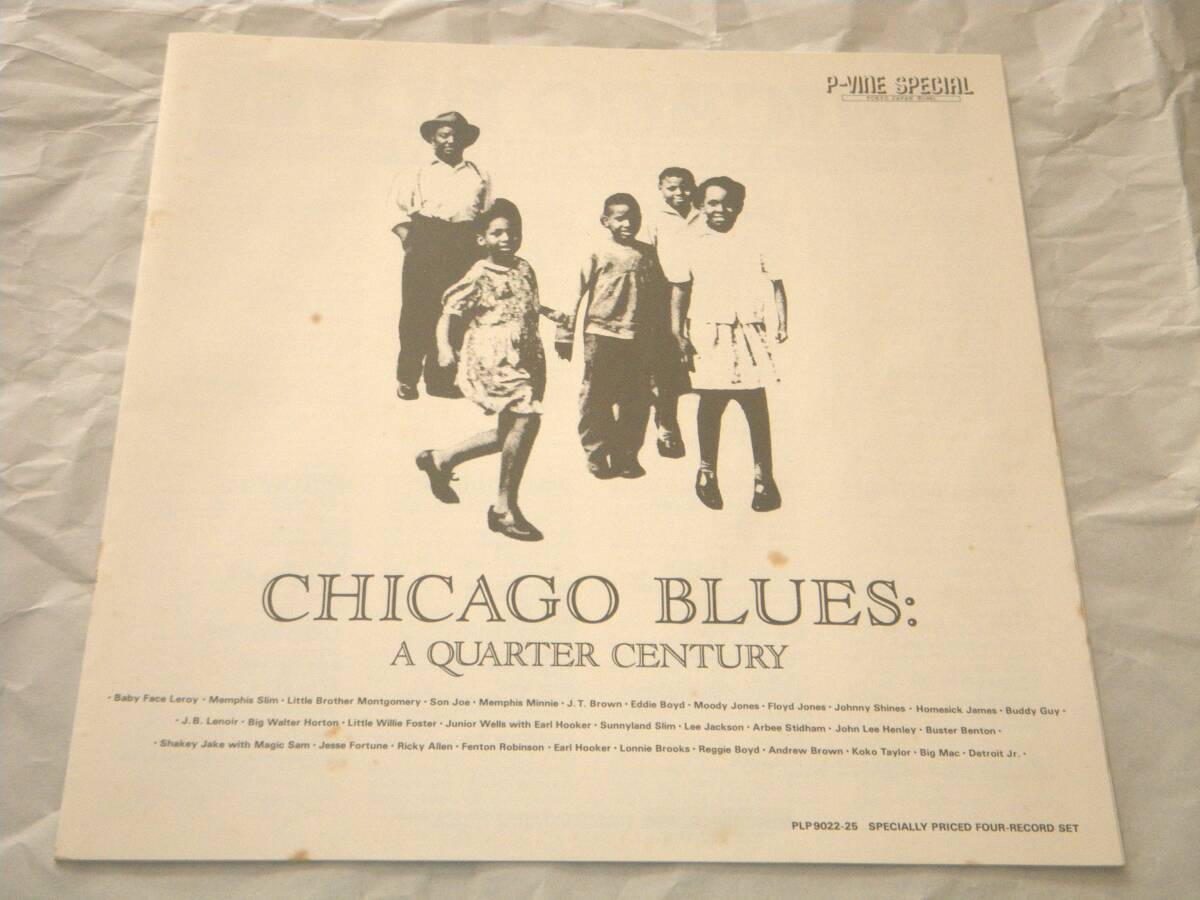 P-VINE SPECIAL
TOKYO JAPAN
CHICAGO BLUES:
A QUARTER CENTURY
· Baby Face Leroy · Memphis Slim · Little Brother Montgomery · Son Joe · Memphis Minnie · J.T. Brown · Eddie Boyd · Moody Jones · Floyd Jones · Johnny Shines · Homesick James · Buddy Guy ·
· J.B. Lenoir · Big Walter Horton · Little Willie Foster · Junior Wells with Earl Hooker · Sunnyland Slim · Lee Jackson · Arbee Stidham · John Lee Henley · Buster Benton ·
· Shakey Jake with Magic Sam · Jesse Fortune · Ricky Allen · Fenton Robinson · Earl Hooker · Lonnie Brooks · Reggie Boyd · Andrew Brown · Koko Taylor · Big Mac · Detroit Jr. ·
PLP9022-25 SPECIALLY PRICED FOUR-RECORD SET